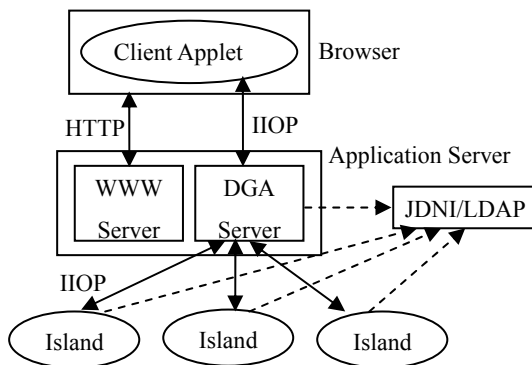 Client Applet
Browser
HTTP
IIOP
Application Server
WWW
Server
DGA
Server
JDNI/LDAP
IIOP
Island
Island
Island